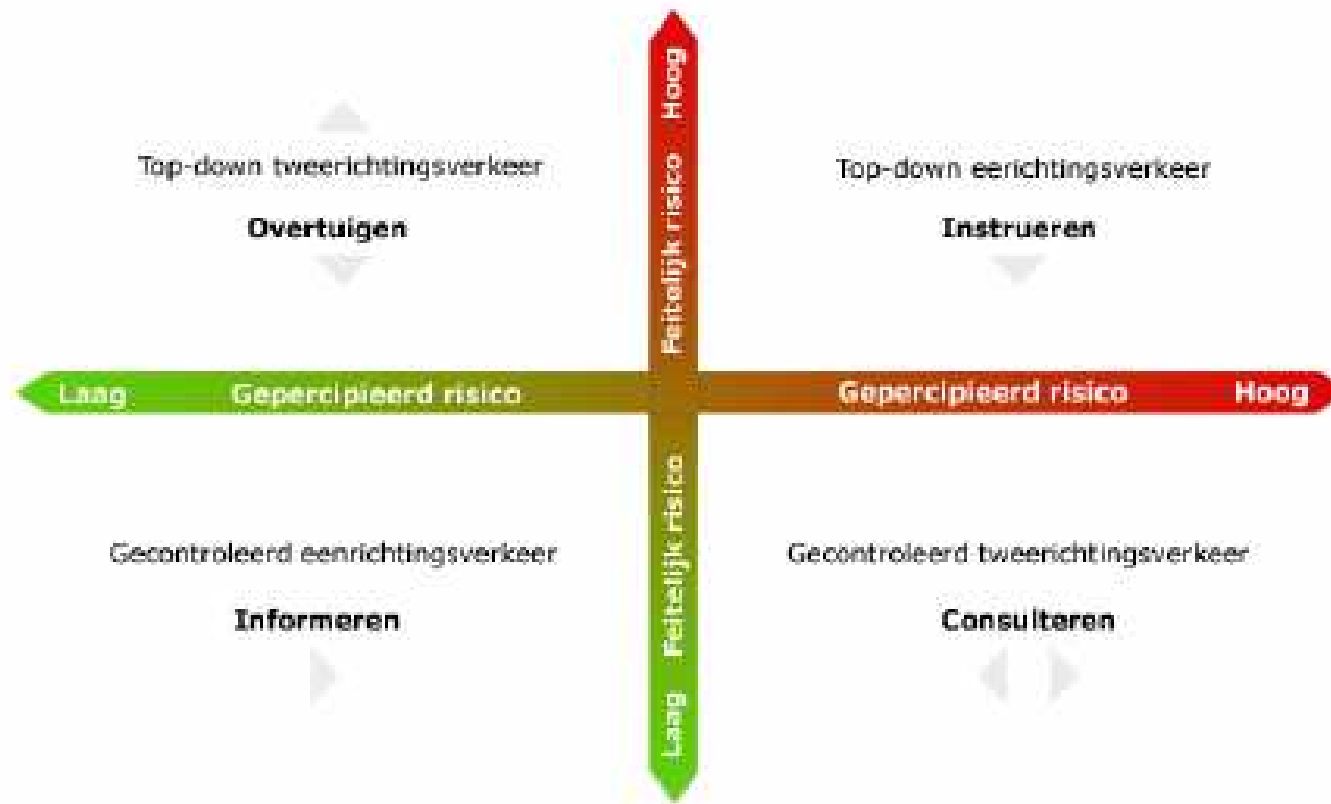 Hoog
Feitelijk risico
Top-down tweerichtingsverkeer
Overtuigen
Top-down eerichtingsverkeer
Instrueren
Laag
Gepercipieerd risico
Gepercipieerd risico
Hoog
Gecontroleerd eenrichtingsverkeer
Informeren
Feitelijk risico
Laag
Gecontroleerd tweerichtingsverkeer
Consulteren